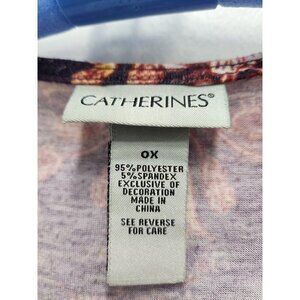 CATHERINES®
0X
95% POLYESTER
5% SPANDEX
EXCLUSIVE OF
DECORATION
MADE IN
CHINA
SEE REVERSE
FOR CARE